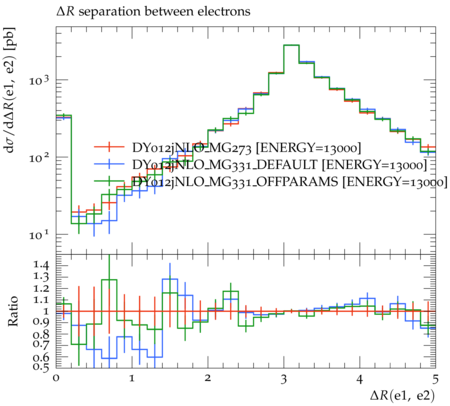 ΔR separation between electrons
dσ/dΔR(e1, e2) [pb]
10³
10²
10¹
DY012jNLO_MG273 [ENERGY=13000]
DY012jNLO_MG331_DEFAULT [ENERGY=13000]
DY012jNLO_MG331_OFFPARAMS [ENERGY=13000]
Ratio
1.4
1.3
1.2
1.1
1
0.9
0.8
0.7
0.6
0.5
0 1 2 3 4 5
ΔR(e1, e2)